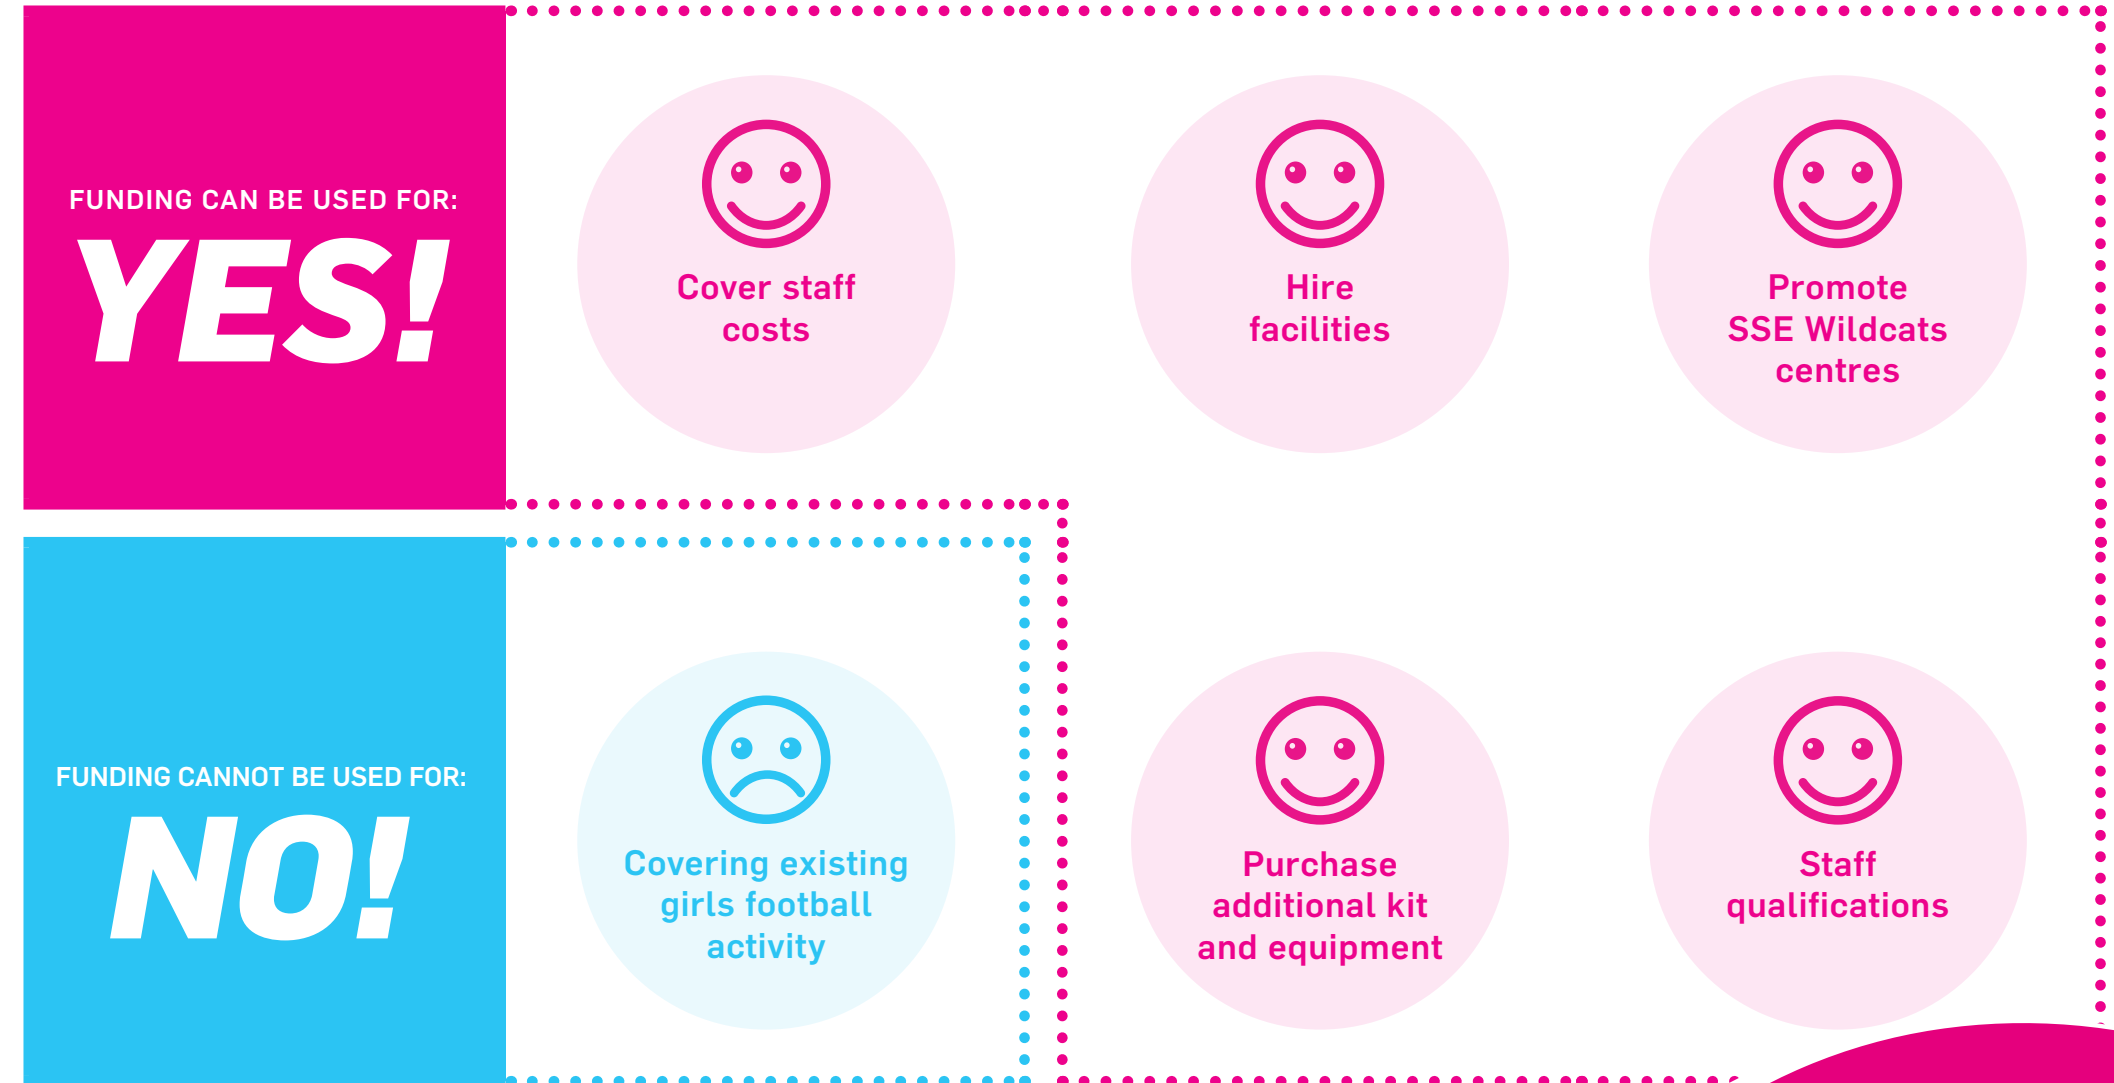 FUNDING CAN BE USED FOR:
YES!
Cover staff
costs
Hire
facilities
Promote
SSE Wildcats
centres
FUNDING CANNOT BE USED FOR:
NO!
Covering existing
girls football
activity
Purchase
additional kit
and equipment
Staff
qualifications